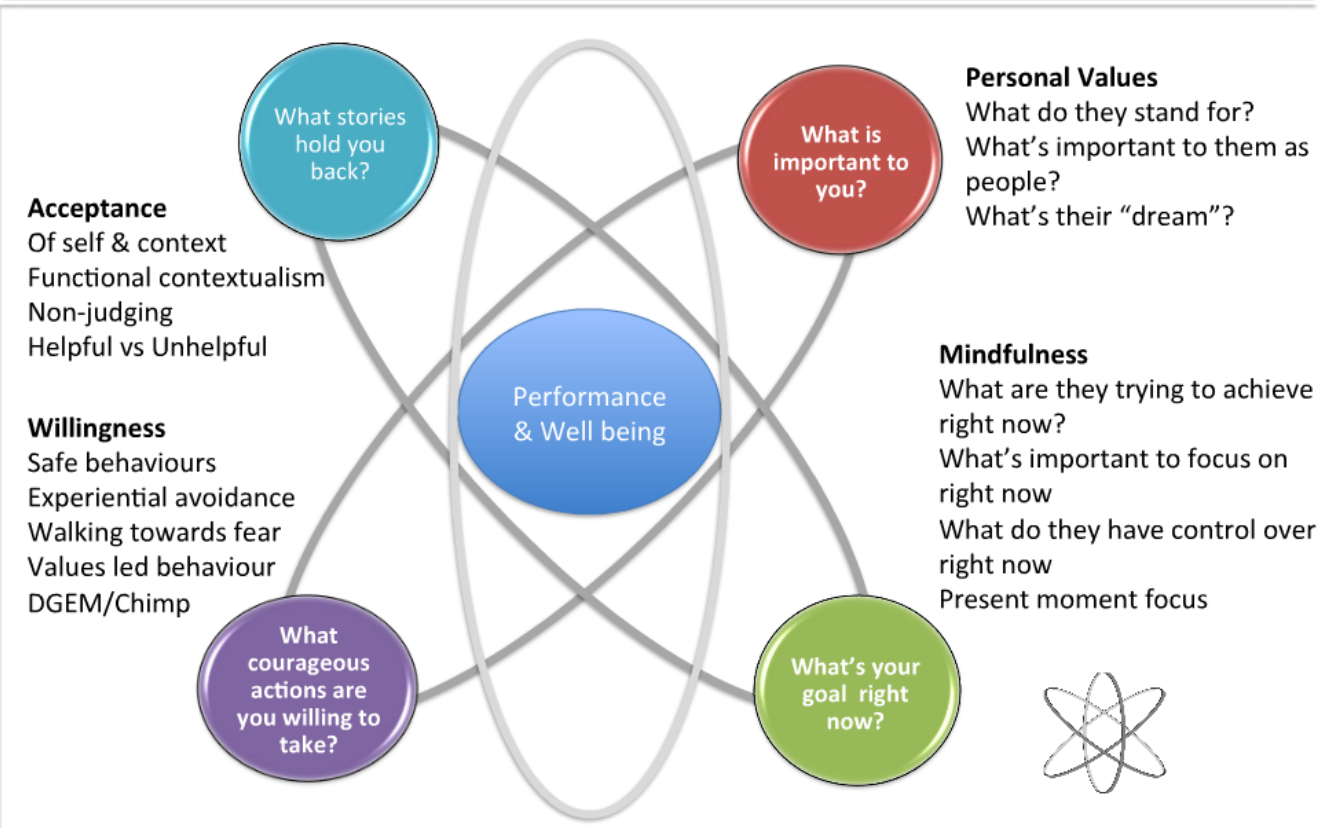 What stories
hold you
back?
What is
important to
you?
Personal Values
What do they stand for?
What's important to them as
people?
What's their “dream”?
Acceptance
Of self & context
Functional contextualism
Non-judging
Helpful vs Unhelpful
Performance
& Well being
Mindfulness
What are they trying to achieve
right now?
What's important to focus on
right now
What do they have control over
right now
Present moment focus
Willingness
Safe behaviours
Experiential avoidance
Walking towards fear
Values led behaviour
DGEM/Chimp
What
courageous
actions are
you willing to
take?
What's your
goal right
now?